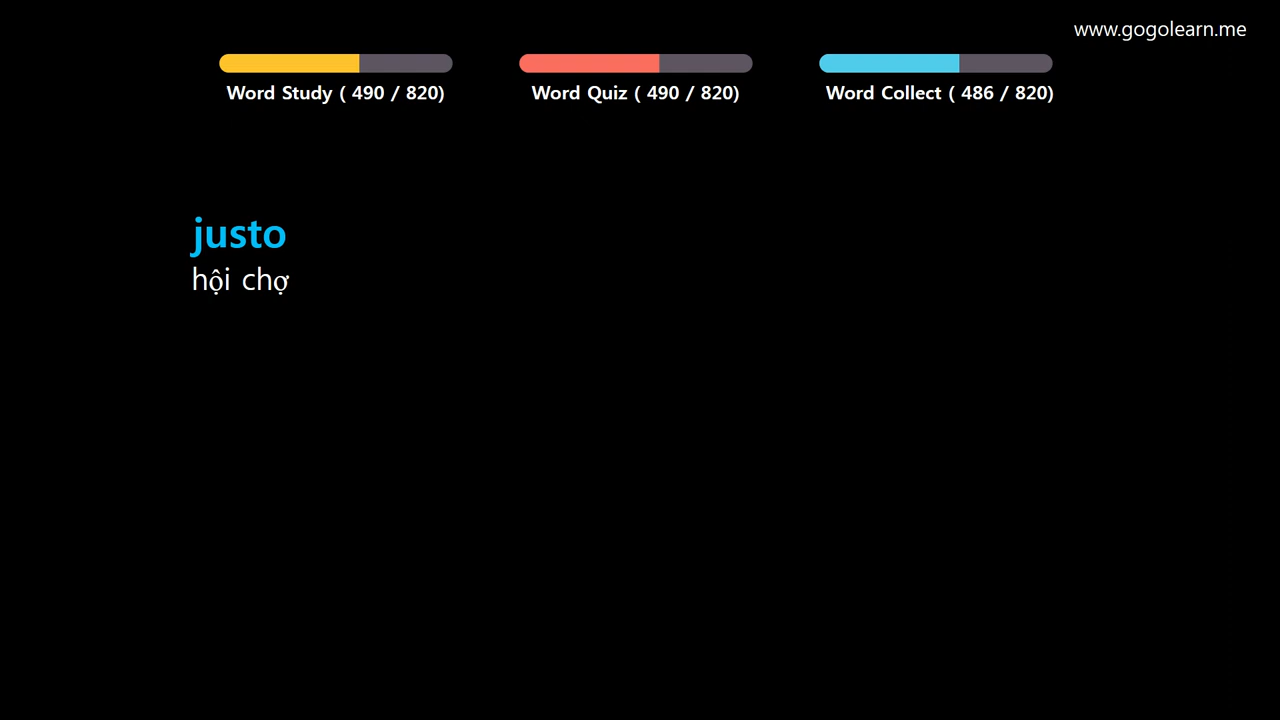 www.gogolearn.me
Word Study ( 490 / 820)
Word Quiz ( 490 / 820)
Word Collect ( 486 / 820)
justo
hội chợ